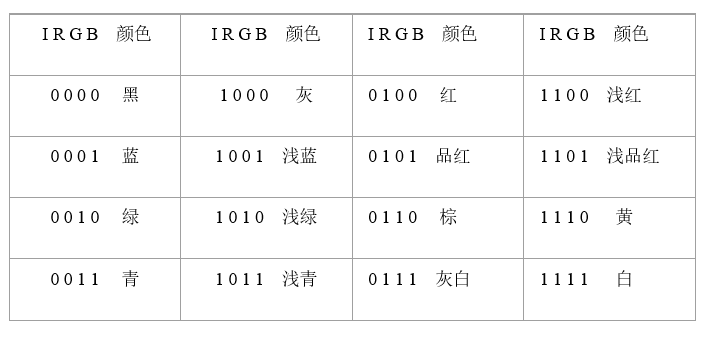 IRGB 颜色 IRGB 颜色 IRGB 颜色 IRGB 颜色
0000 黑 1000 灰 0100 红 1100 浅红
0001 蓝 1001 浅蓝 0101 品红 1101 浅品红
0010 绿 1010 浅绿 0110 棕 1110 黄
0011 青 1011 浅青 0111 灰白 1111 白